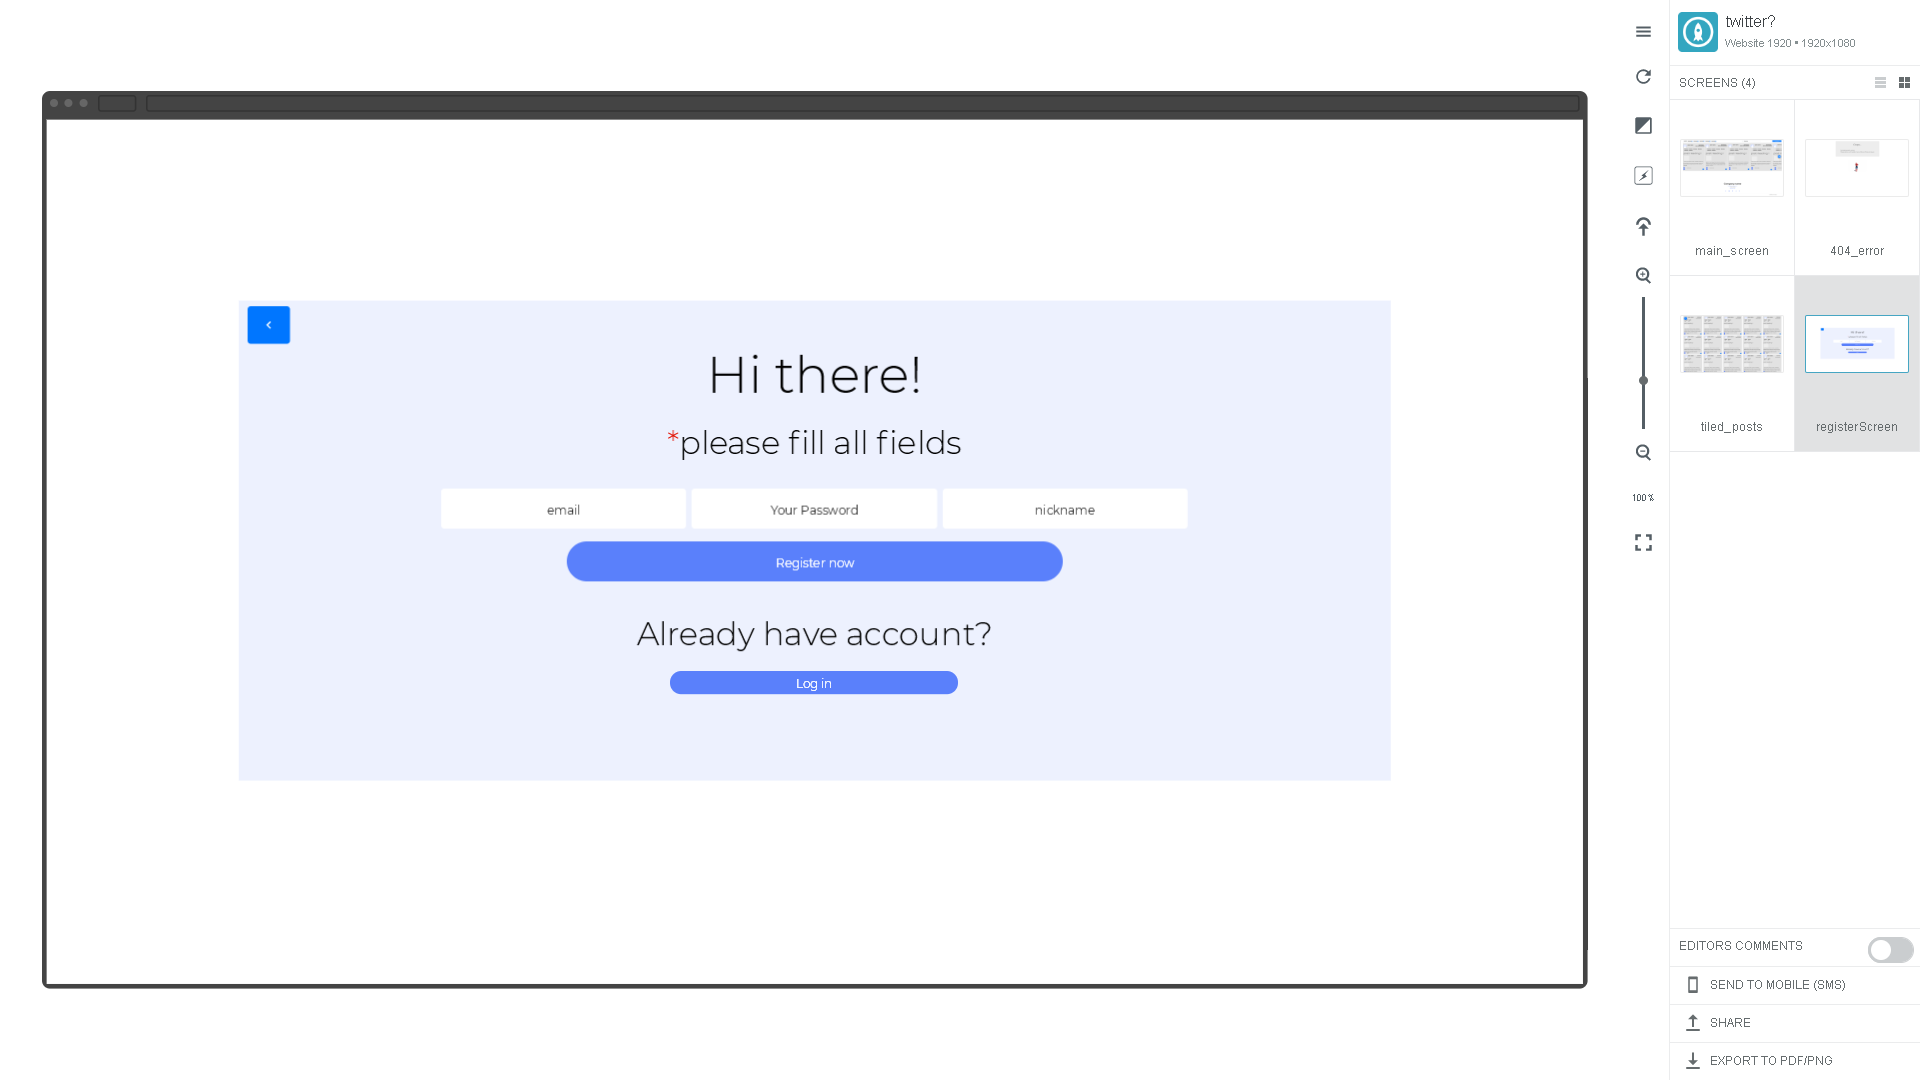 twitter?
Website 1920 • 1920x1080
SCREENS (4)
main_screen
404_error
tiled_posts
registerScreen
Hi there!
*please fill all fields
email
Your Password
nickname
Register now
Already have account?
Log in
100%
EDITORS COMMENTS
SEND TO MOBILE (SMS)
SHARE
EXPORT TO PDF/PNG